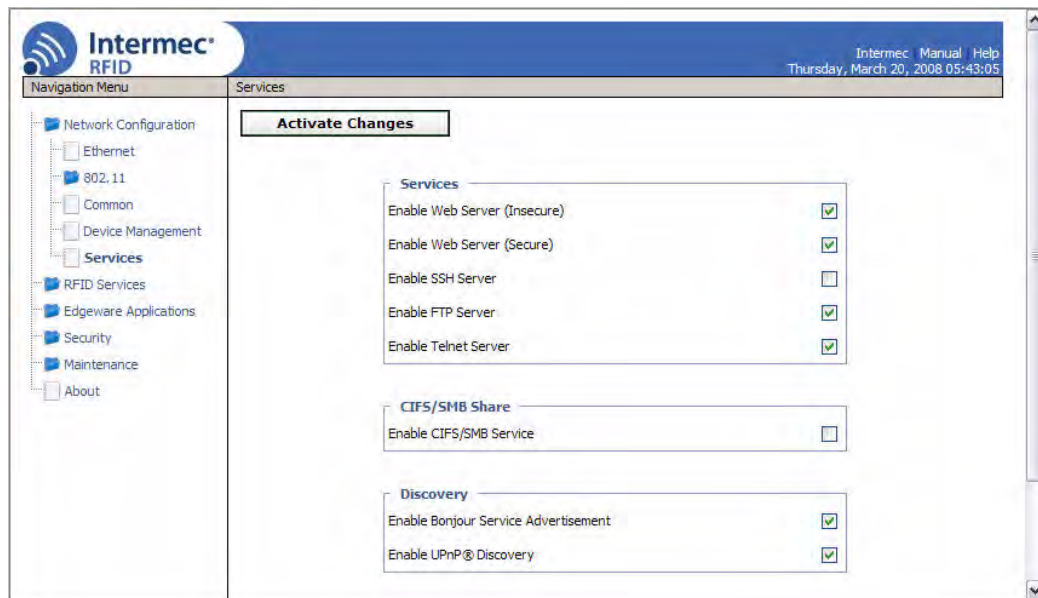 Intermec®
RFID
Intermec Manual Help
Thursday, March 20, 2008 05:43:05
Navigation Menu
Services
Network Configuration
Ethernet
802.11
Common
Device Management
Services
RFID Services
Edgeware Applications
Security
Maintenance
About
Activate Changes
Services
Enable Web Server (Insecure)
Enable Web Server (Secure)
Enable SSH Server
Enable FTP Server
Enable Telnet Server
CIFS/SMB Share
Enable CIFS/SMB Service
Discovery
Enable Bonjour Service Advertisement
Enable UPnP® Discovery